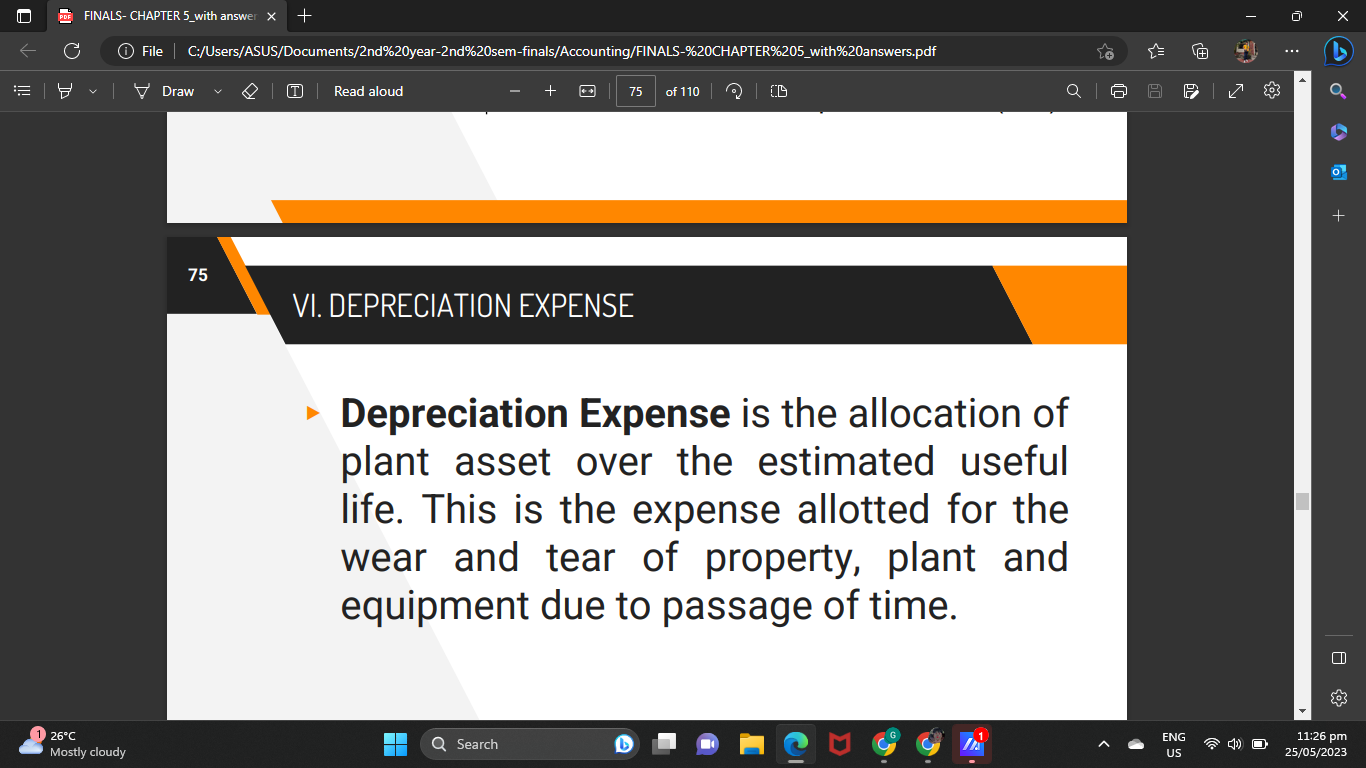 FINALS- CHAPTER 5_with answer
File
C:/Users/ASUS/Documents/2nd%20year-2nd%20sem-finals/Accounting/FINALS-%20CHAPTER%205_with%20answers.pdf
Draw
Read aloud
75
of 110
75
VI. DEPRECIATION EXPENSE
Depreciation Expense is the allocation of
plant asset over the estimated useful
life. This is the expense allotted for the
wear and tear of property, plant and
equipment due to passage of time.
1
26°C
Mostly cloudy
Search
G
1
ENG
US
11:26 pm
25/05/2023